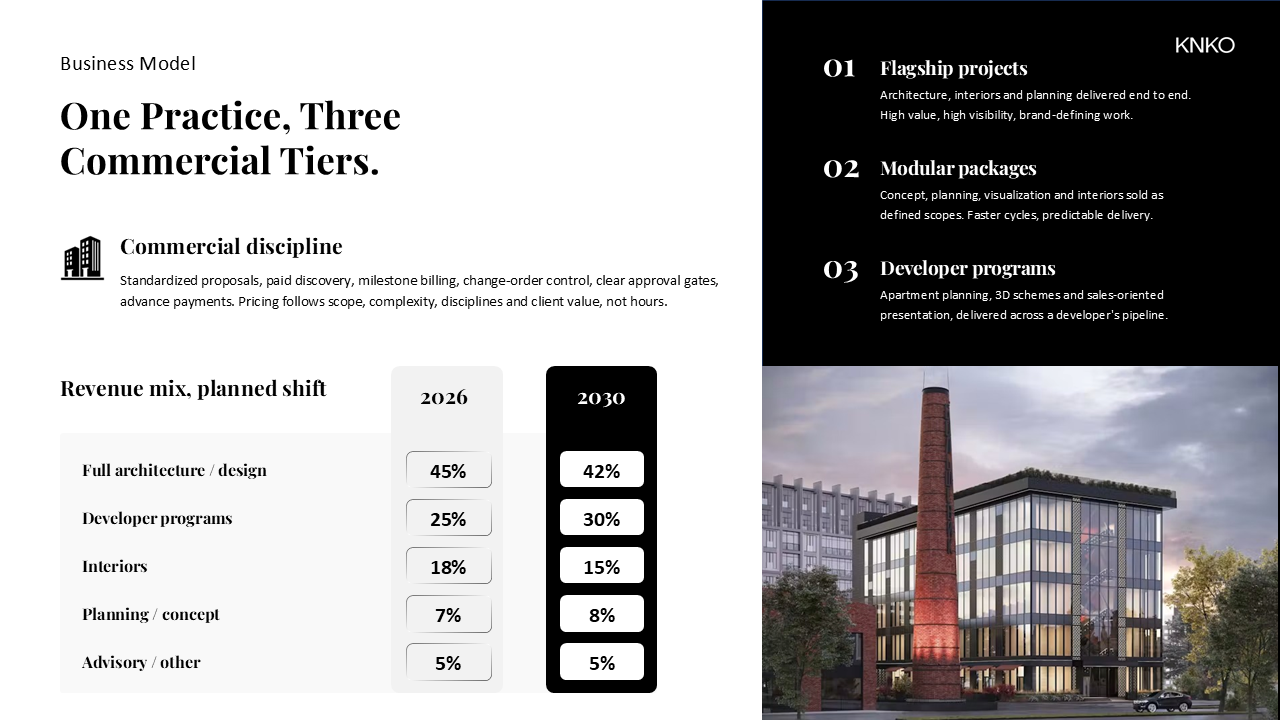 Business Model
One Practice, Three
Commercial Tiers.
Commercial discipline
Standardized proposals, paid discovery, milestone billing, change-order control, clear approval gates,
advance payments. Pricing follows scope, complexity, disciplines and client value, not hours.
Revenue mix, planned shift
2026
2030
Full architecture / design
45%
42%
Developer programs
25%
30%
Interiors
18%
15%
Planning / concept
7%
8%
Advisory / other
5%
5%
KNKO
01
Flagship projects
Architecture, interiors and planning delivered end to end.
High value, high visibility, brand-defining work.
02
Modular packages
Concept, planning, visualization and interiors sold as
defined scopes. Faster cycles, predictable delivery.
03
Developer programs
Apartment planning, 3D schemes and sales-oriented
presentation, delivered across a developer's pipeline.